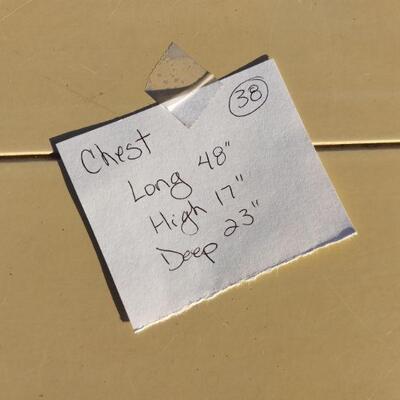 38
Chest
Long 48"
High 17"
Deep 23"